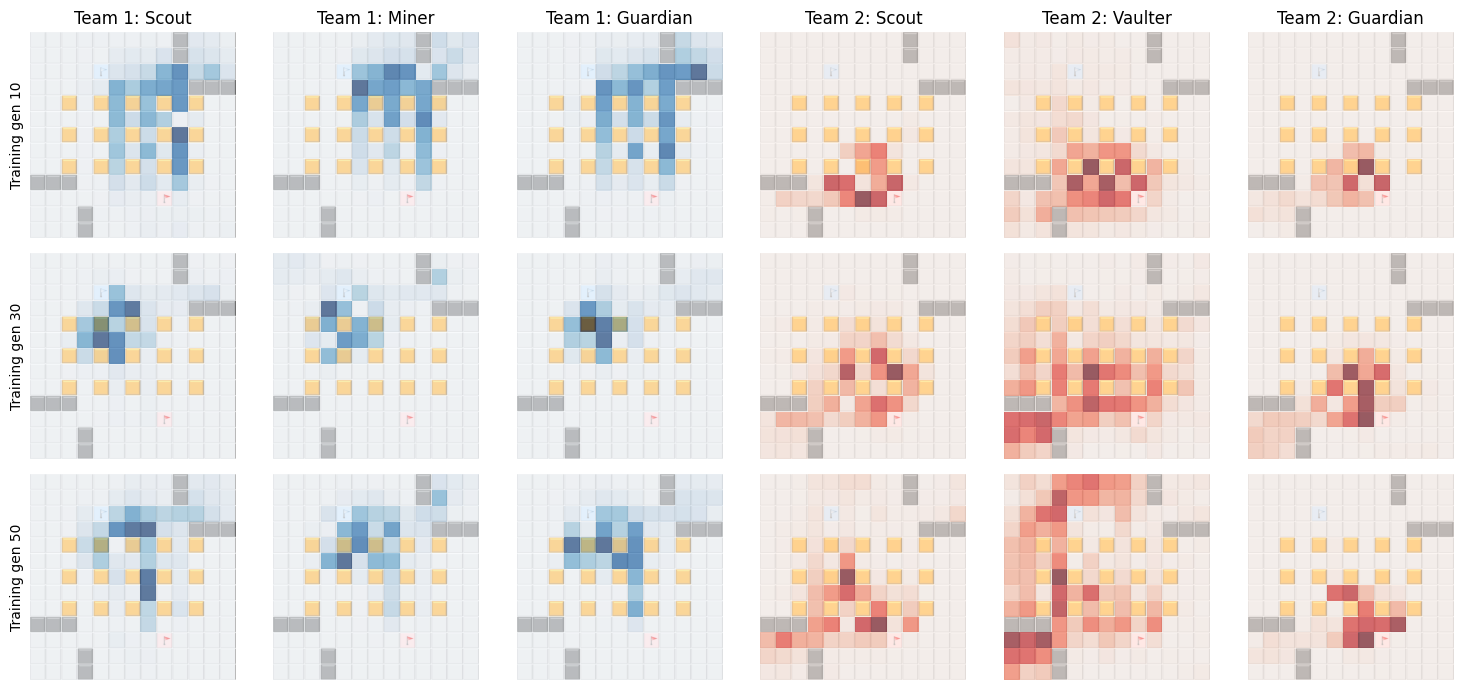 Team 1: Scout
Team 1: Miner
Team 1: Guardian
Team 2: Scout
Team 2: Vaulter
Team 2: Guardian
Training gen 10
Training gen 30
Training gen 50